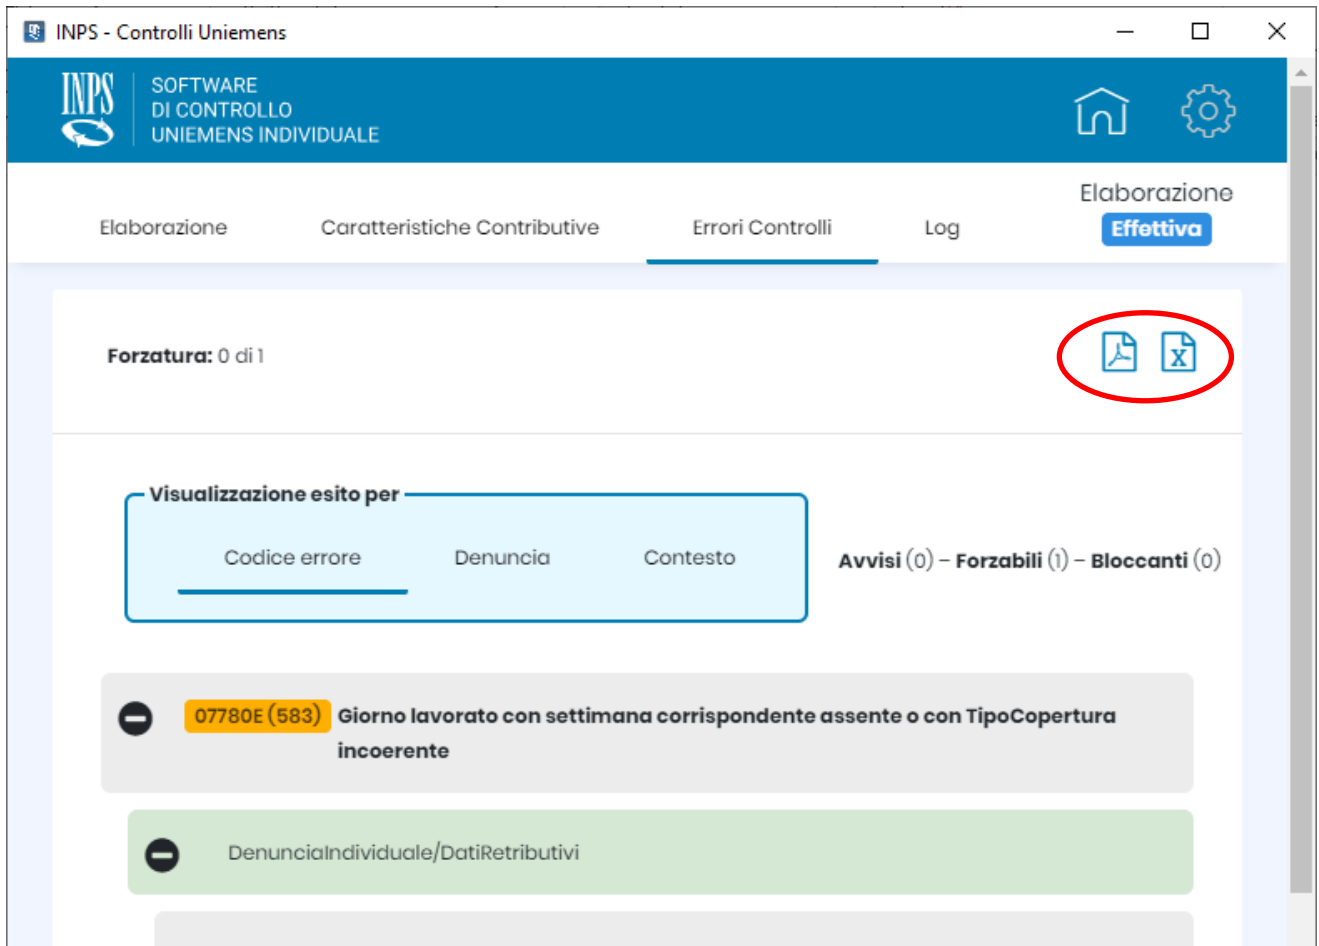 INPS - Controlli Uniemens
INPS
SOFTWARE
DI CONTROLLO
UNIEMENS INDIVIDUALE
Elaborazione
Caratteristiche Contributive
Errori Controlli
Log
Elaborazione
Effettiva
Forzatura: 0 di 1
X
Visualizzazione esito per
Codice errore
Denuncia
Contesto
Avvisi (0) – Forzabili (1) – Bloccanti (0)
07780E (583) Giorno lavorato con settimana corrispondente assente o con TipoCopertura
incoerente
DenunciaIndividuale/DatiRetributivi